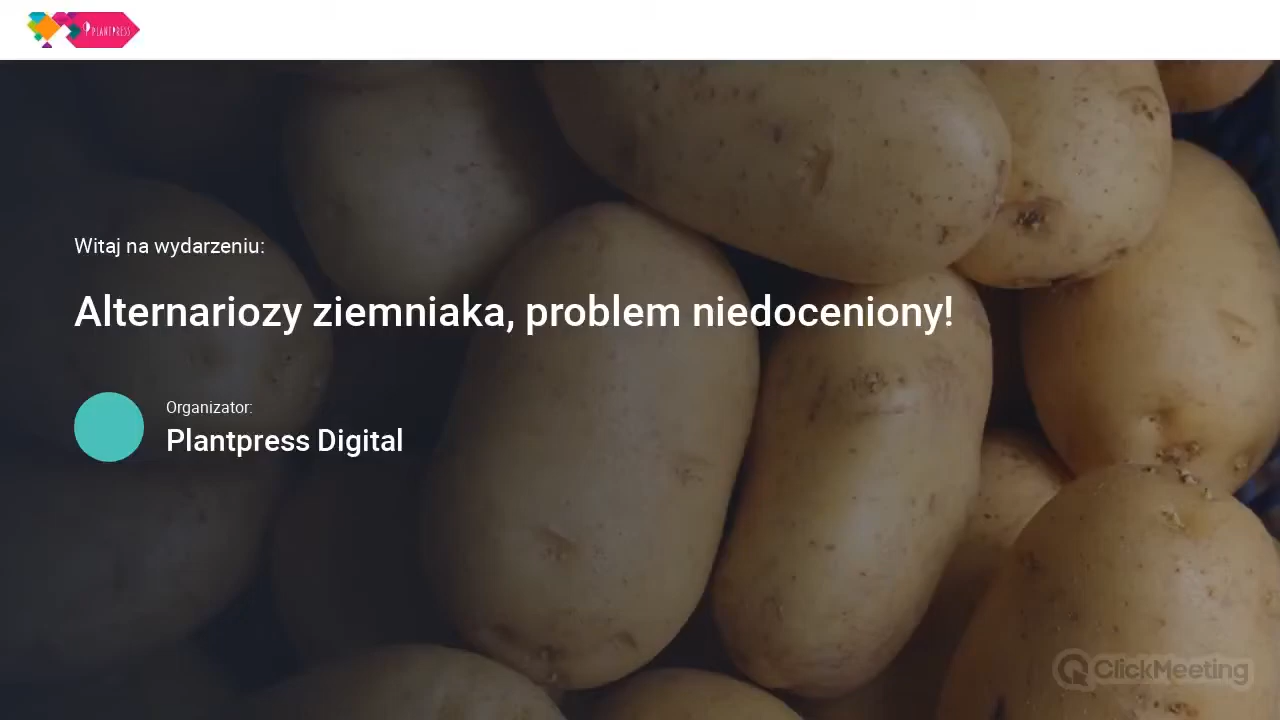 PLANTPRESS
Witaj na wydarzeniu:
Alternariozy ziemniaka, problem niedoceniony!
Organizator:
Plantpress Digital
ClickMeeting